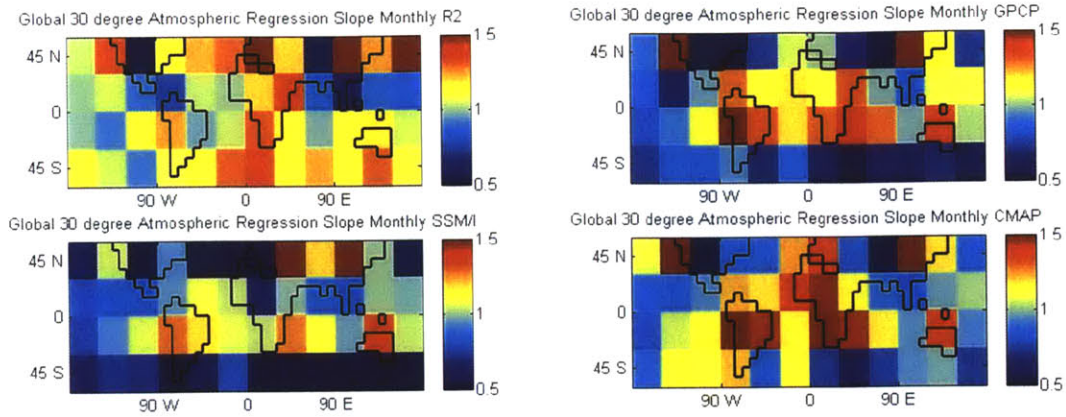 Global 30 degree Atmospheric Regression Slope Monthly R2
45 N
0
45 S
90 W 0 90 E
1 5
1
0.5
Global 30 degree Atmospheric Regression Slope Monthly GPCP
45 N
0
45 S
90 W 0 90 E
1 5
1
0.5
Global 30 degree Atmospheric Regression Slope Monthly SSM/I
45 N
0
45 S
90 W 0 90 E
1 5
1
0.5
Global 30 degree Atmospheric Regression Slope Monthly CMAP
45 N
0
45 S
90 W 0 90 E
1 5
1
0.5